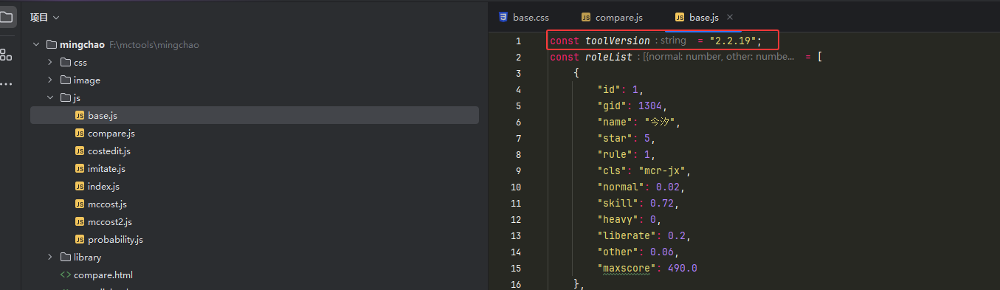 项目
mingchao F:\mctools\mingchao
css
image
js
base.js
compare.js
costedit.js
imitate.js
index.js
mccost.js
mccost2.js
probability.js
library
compare.html
base.css compare.js base.js
1 const toolVersion : string = "2.2.19";
2 const roleList : [{normal: number, other: numbe... = [
3 {
4 "id": 1,
5 "gid": 1304,
6 "name": "今汐",
7 "star": 5,
8 "rule": 1,
9 "cls": "mcr-jx",
10 "normal": 0.02,
11 "skill": 0.72,
12 "heavy": 0,
13 "liberate": 0.2,
14 "other": 0.06,
15 "maxscore": 490.0
16 },